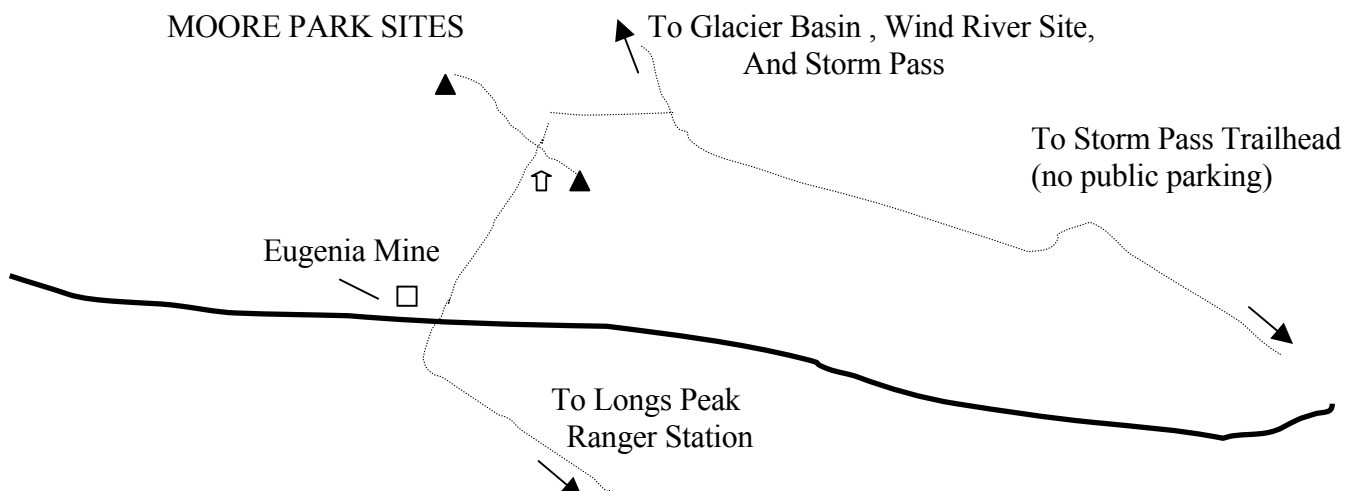 MOORE PARK SITES
To Glacier Basin , Wind River Site,
And Storm Pass
To Storm Pass Trailhead
(no public parking)
Eugenia Mine
To Longs Peak
Ranger Station